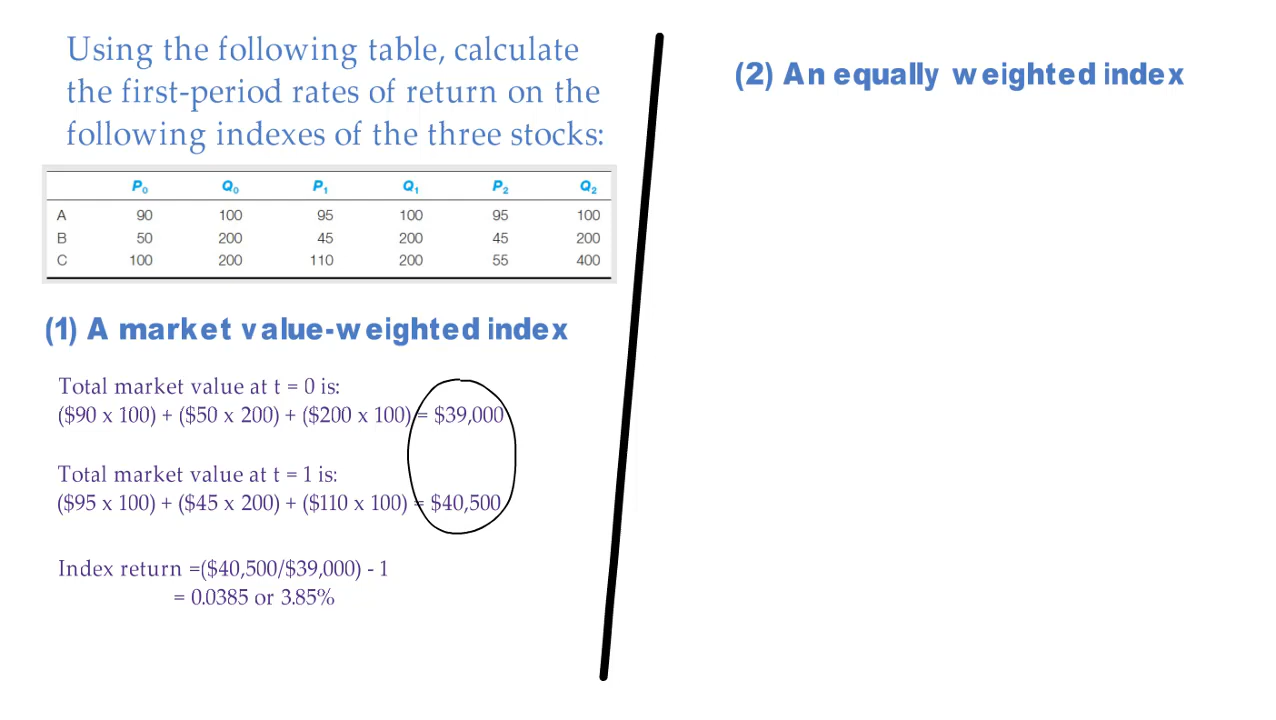 Using the following table, calculate
the first-period rates of return on the
following indexes of the three stocks:
P0 Q0 P1 Q1 P2 Q2
A 90 100 95 100 95 100
B 50 200 45 200 45 200
C 100 200 110 200 55 400
(1) A market value-weighted index
Total market value at t = 0 is:
($90 x 100) + ($50 x 200) + ($200 x 100) = $39,000
Total market value at t = 1 is:
($95 x 100) + ($45 x 200) + ($110 x 100) = $40,500
Index return =($40,500/$39,000) - 1
= 0.0385 or 3.85%
(2) An equally weighted index